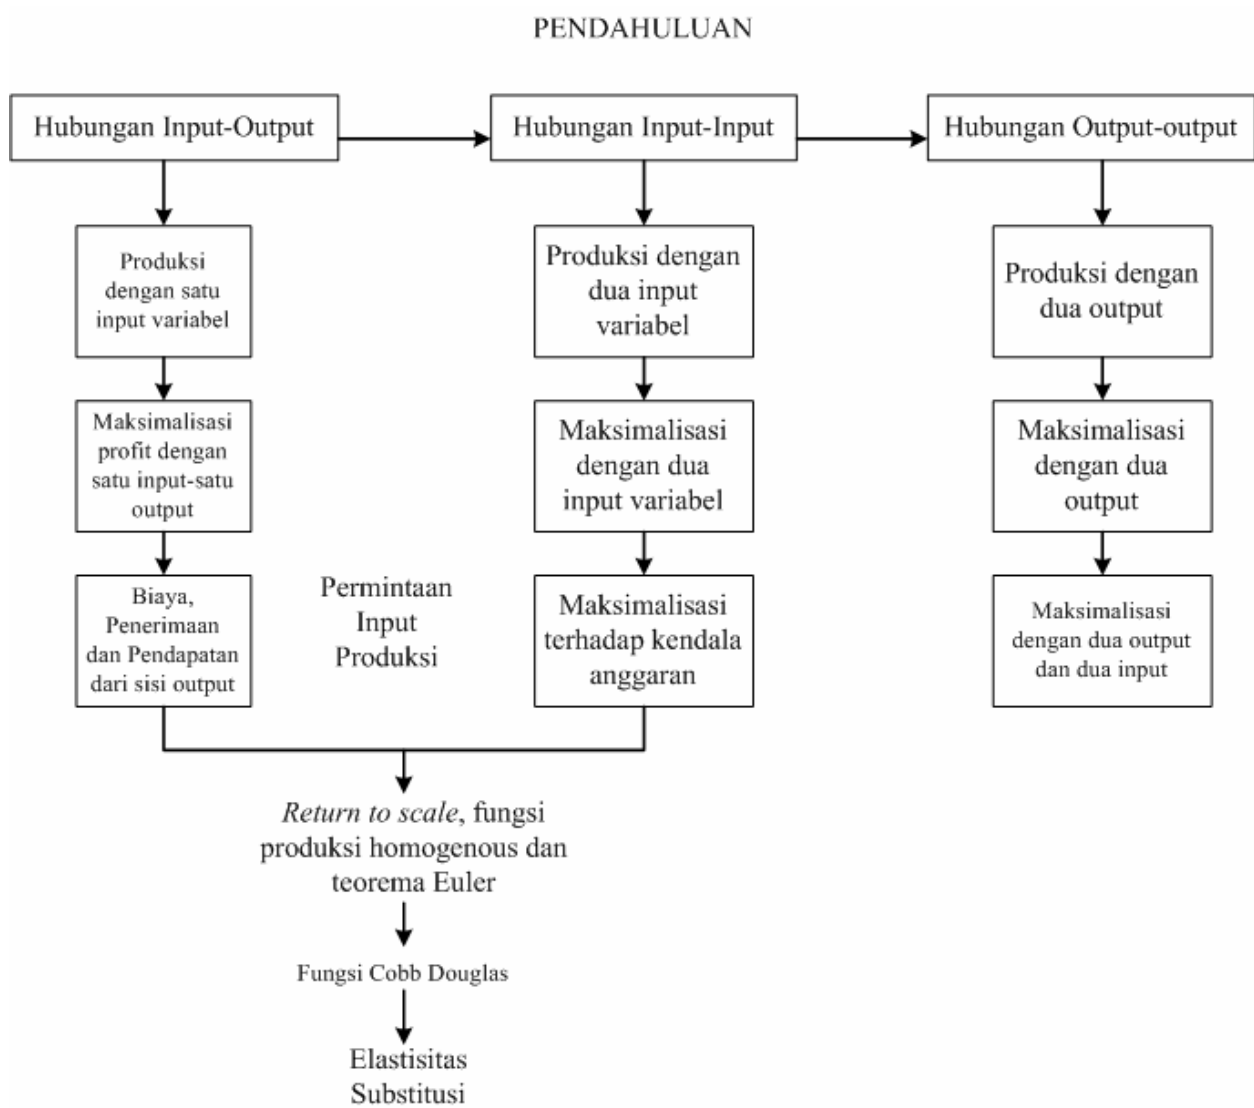 PENDAHULUAN
Hubungan Input-Output
Hubungan Input-Input
Hubungan Output-output
Produksi
dengan satu
input variabel
Produksi dengan
dua input
variabel
Produksi dengan
dua output
Maksimalisasi
profit dengan
satu input-satu
output
Maksimalisasi
dengan dua
input variabel
Maksimalisasi
dengan dua
output
Biaya,
Penerimaan
dan Pendapatan
dari sisi output
Permintaan
Input
Produksi
Maksimalisasi
terhadap kendala
anggaran
Maksimalisasi
dengan dua output
dan dua input
Return to scale, fungsi
produksi homogenous dan
teorema Euler
Fungsi Cobb Douglas
Elastisitas
Substitusi